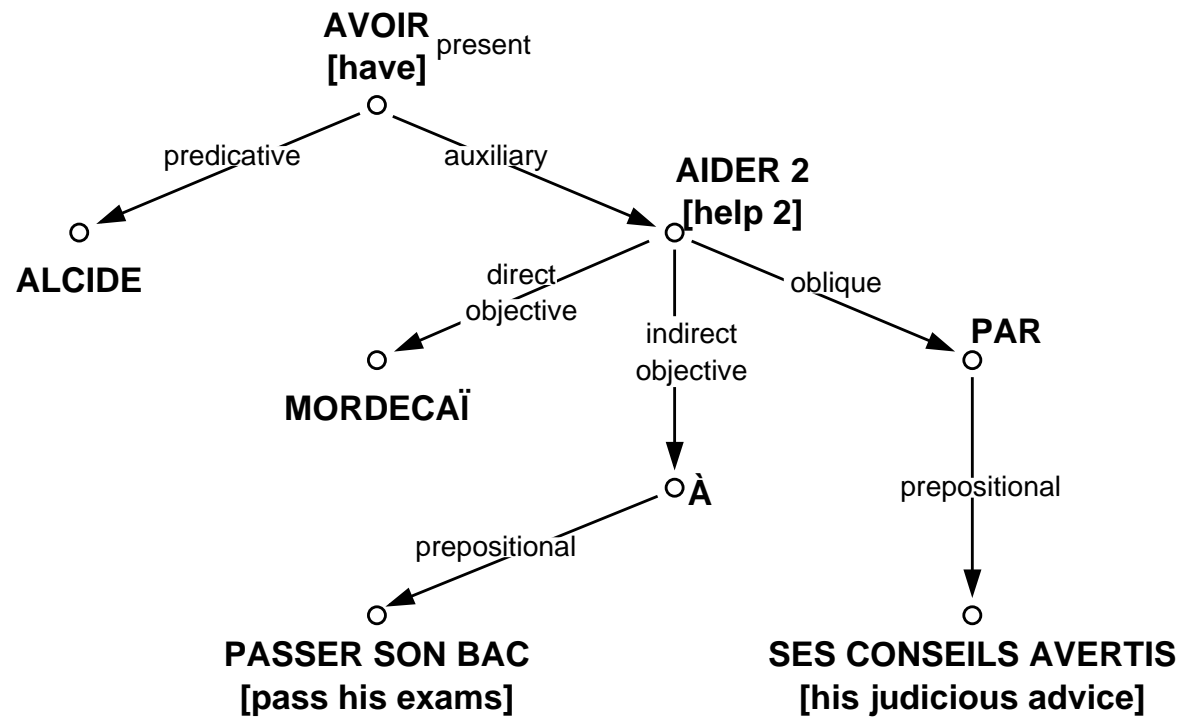 AVOIR present
[have]
predicative
auxiliary
AIDER 2
[help 2]
ALCIDE
direct
objective
oblique
indirect
objective
PAR
MORDECAÏ
À
prepositional
prepositional
PASSER SON BAC
[pass his exams]
SES CONSEILS AVERTIS
[his judicious advice]